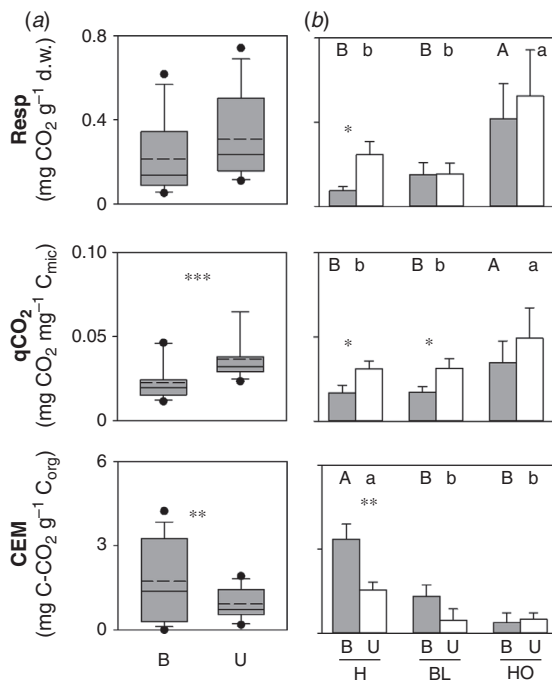 (a) (b)
Resp
(mg CO2 g–1 d.w.)
0.8
0.4
0
B b B b A a
*
qCO2
(mg CO2 mg–1 Cmic)
0.10
0.05
0
***
B b B b A a
* *
CEM
(mg C-CO2 g–1 Corg)
6
3
0
**
A a B b B b
**
B U
B U B U B U
H BL HO